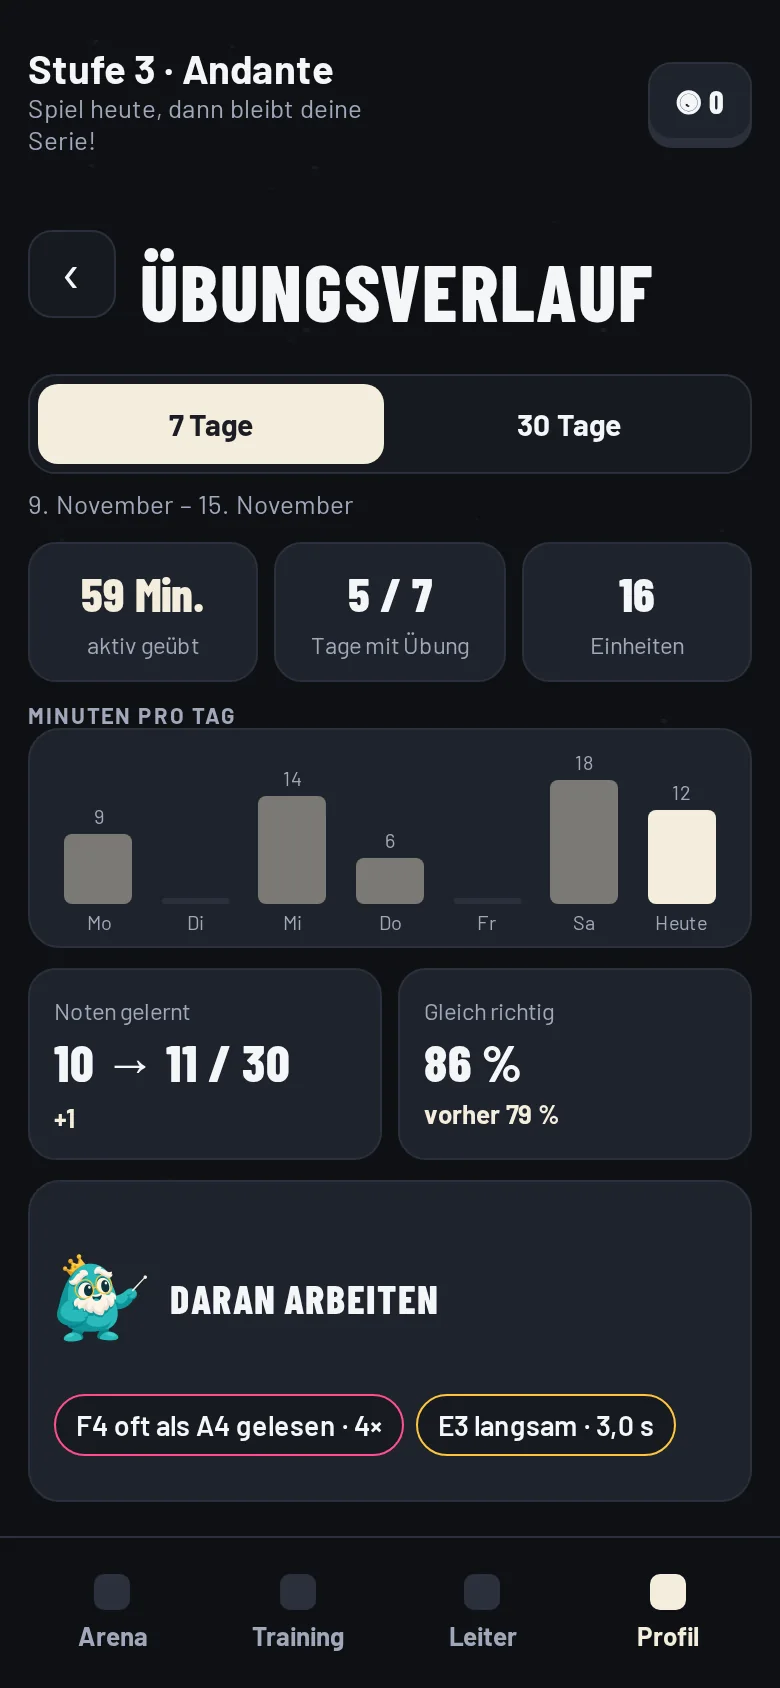 Stufe 3 · Andante
Spiel heute, dann bleibt deine
Serie!
0
‹
ÜBUNGSVERLAUF
7 Tage
30 Tage
9. November – 15. November
59 Min.
aktiv geübt
5 / 7
Tage mit Übung
16
Einheiten
MINUTEN PRO TAG
9
14
6
18
12
Mo
Di
Mi
Do
Fr
Sa
Heute
Noten gelernt
10 → 11 / 30
+1
Gleich richtig
86 %
vorher 79 %
DARAN ARBEITEN
F4 oft als A4 gelesen · 4×
E3 langsam · 3,0 s
Arena
Training
Leiter
Profil